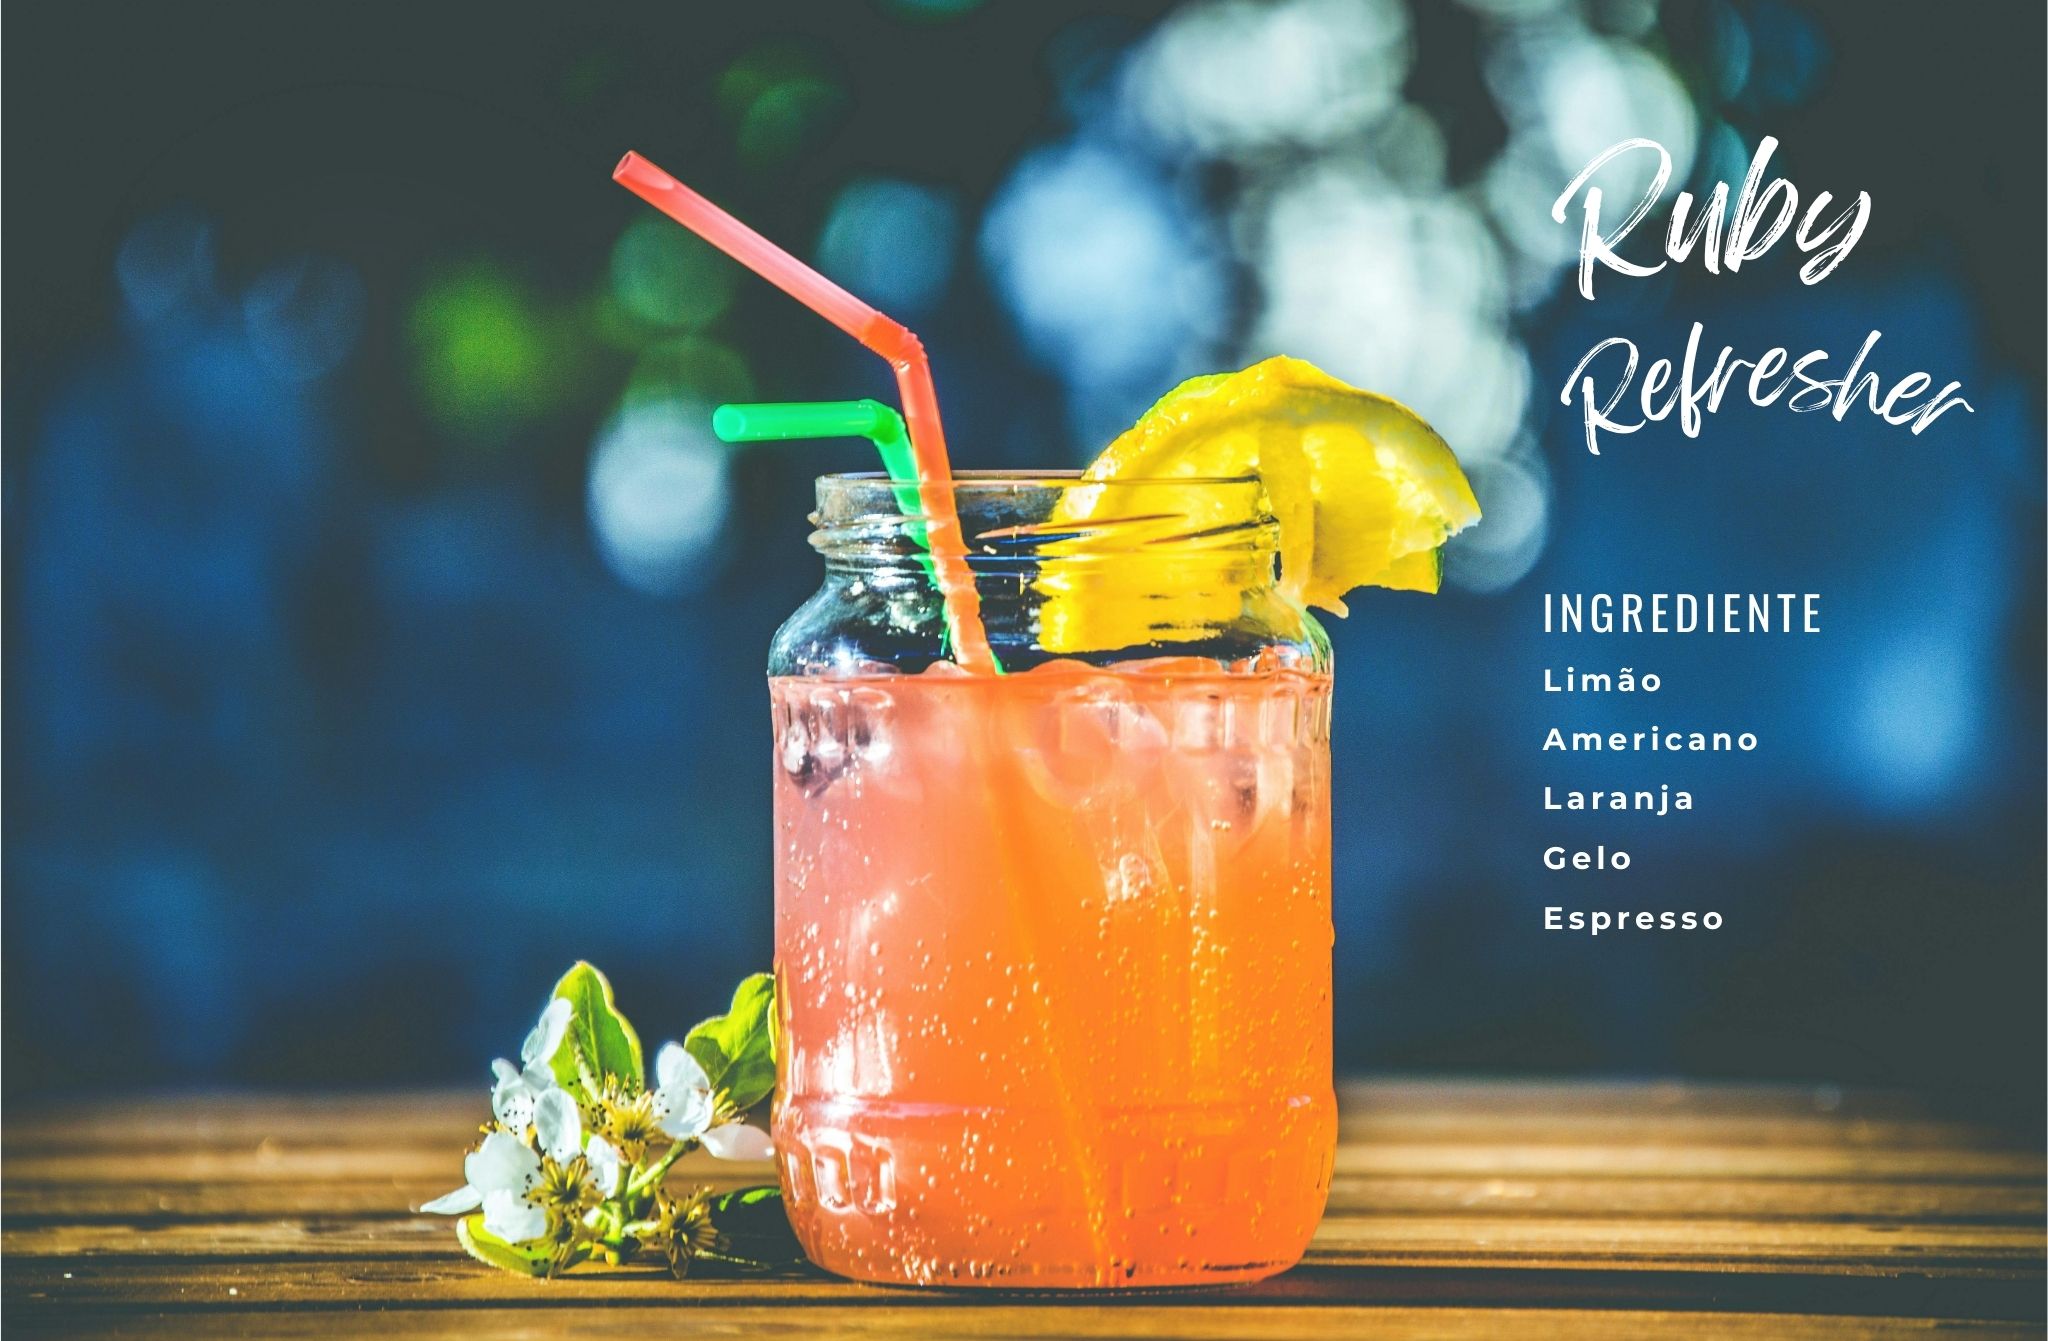 Ruby
Refresher
INGREDIENTE
Limão
Americano
Laranja
Gelo
Espresso